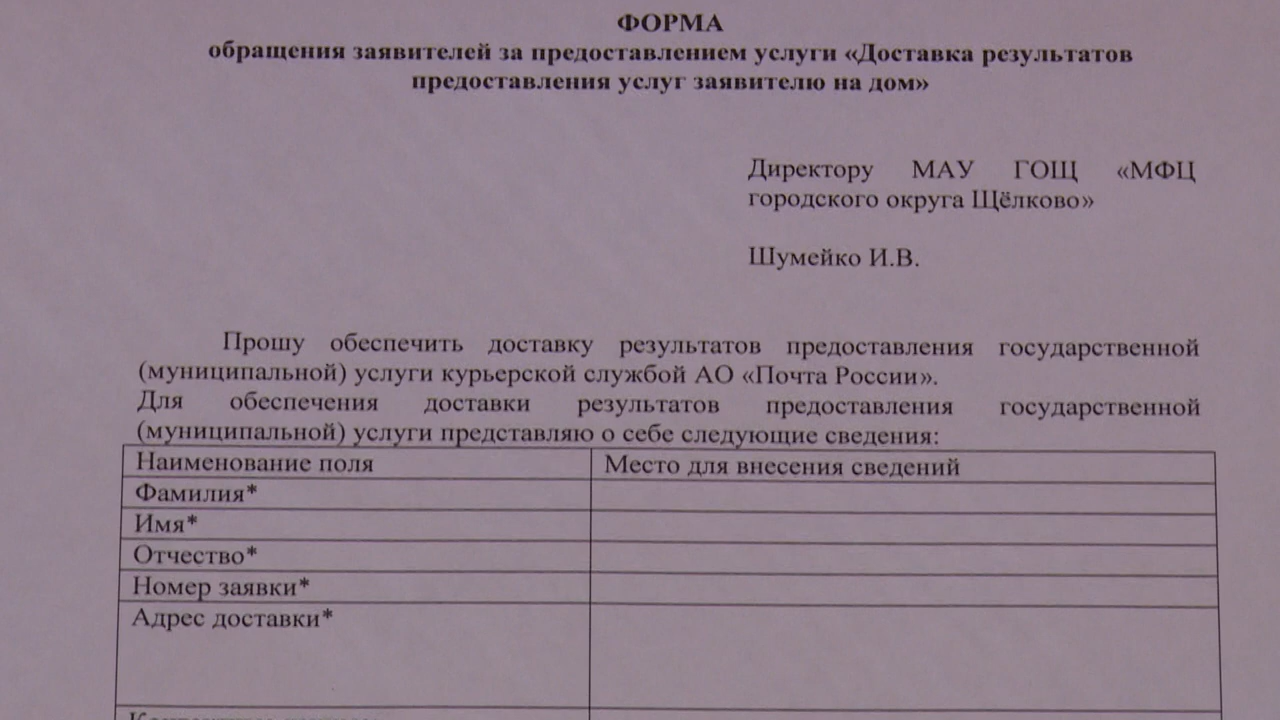 ФОРМА
обращения заявителей за предоставлением услуги «Доставка результатов
предоставления услуг заявителю на дом»
Директору МАУ ГОЩ «МФЦ
городского округа Щёлково»
Шумейко И.В.
Прошу обеспечить доставку результатов предоставления государственной
(муниципальной) услуги курьерской службой АО «Почта России».
Для обеспечения доставки результатов предоставления государственной
(муниципальной) услуги представляю о себе следующие сведения:
Наименование поля Место для внесения сведений
Фамилия*
Имя*
Отчество*
Номер заявки*
Адрес доставки*